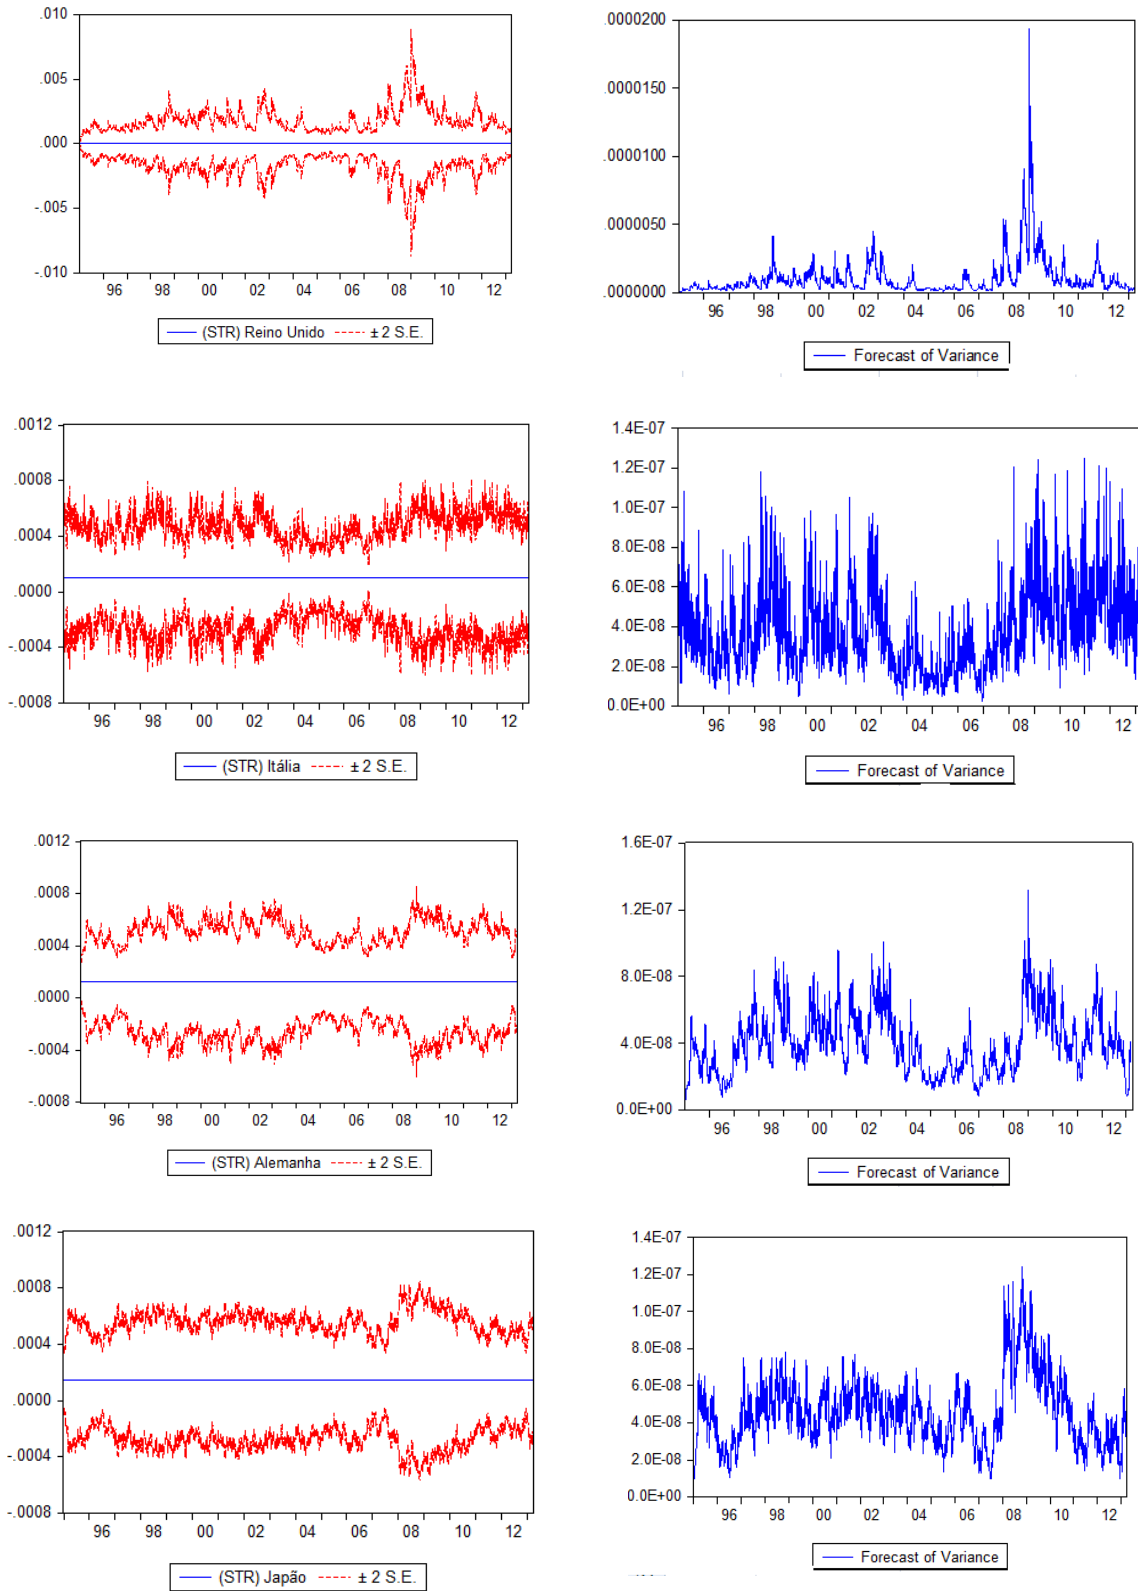 .010
.005
.000
-.005
-.010
96 98 00 02 04 06 08 10 12
(STR) Reino Unido ± 2 S.E.
.0000200
.0000150
.0000100
.0000050
.0000000
96 98 00 02 04 06 08 10 12
Forecast of Variance
.0012
.0008
.0004
.0000
-.0004
-.0008
96 98 00 02 04 06 08 10 12
(STR) Itália ± 2 S.E.
1.4E-07
1.2E-07
1.0E-07
8.0E-08
6.0E-08
4.0E-08
2.0E-08
0.0E+00
96 98 00 02 04 06 08 10 12
Forecast of Variance
.0012
.0008
.0004
.0000
-.0004
-.0008
96 98 00 02 04 06 08 10 12
(STR) Alemanha ± 2 S.E.
1.6E-07
1.2E-07
8.0E-08
4.0E-08
0.0E+00
96 98 00 02 04 06 08 10 12
Forecast of Variance
.0012
.0008
.0004
.0000
-.0004
-.0008
96 98 00 02 04 06 08 10 12
(STR) Japão ± 2 S.E.
1.4E-07
1.2E-07
1.0E-07
8.0E-08
6.0E-08
4.0E-08
2.0E-08
0.0E+00
96 98 00 02 04 06 08 10 12
Forecast of Variance